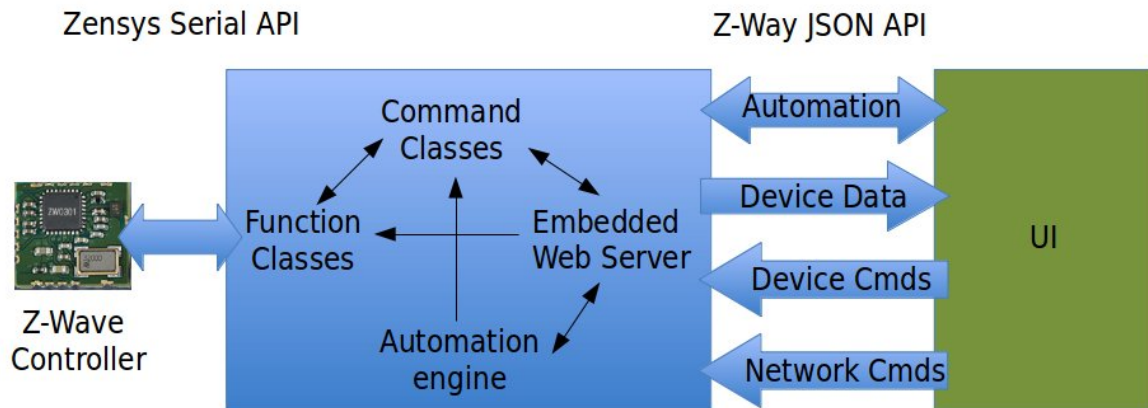 Zensys Serial API
Z-Way JSON API
Command
Classes
Function
Classes
Embedded
Web Server
Automation
engine
Z-Wave
Controller
ZW0301
Automation
Device Data
Device Cmds
Network Cmds
UI